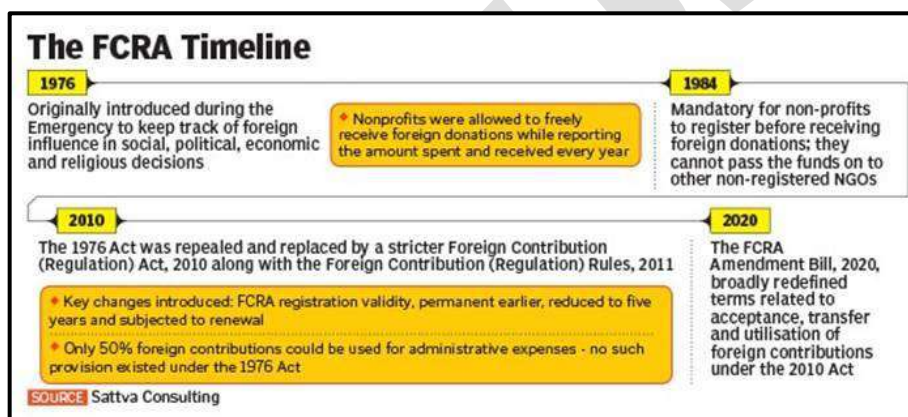 The FCRA Timeline
1976
Originally introduced during the
Emergency to keep track of foreign
influence in social, political, economic
and religious decisions
Nonprofits were allowed to freely
receive foreign donations while reporting
the amount spent and received every year
1984
Mandatory for non-profits
to register before receiving
foreign donations; they
cannot pass the funds on to
other non-registered NGOs
2010
The 1976 Act was repealed and replaced by a stricter Foreign Contribution
(Regulation) Act, 2010 along with the Foreign Contribution (Regulation) Rules, 2011
Key changes introduced: FCRA registration validity, permanent earlier, reduced to five
years and subjected to renewal
Only 50% foreign contributions could be used for administrative expenses - no such
provision existed under the 1976 Act
2020
The FCRA
Amendment Bill, 2020,
broadly redefined
terms related to
acceptance, transfer
and utilisation of
foreign contributions
under the 2010 Act
SOURCE Sattva Consulting